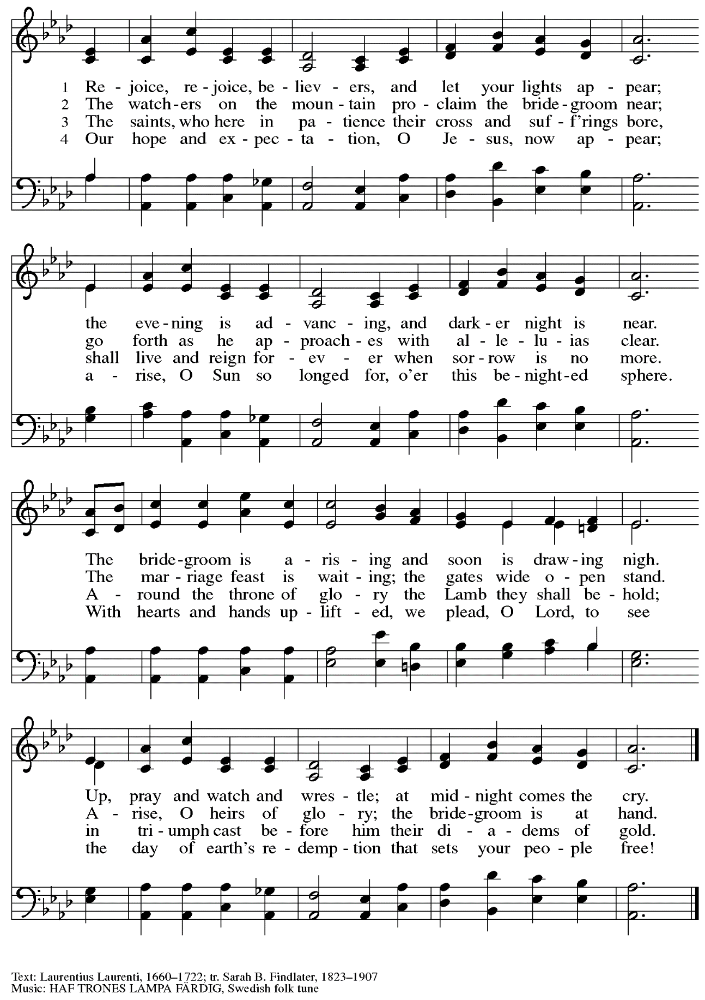 1 Re - joice, re - joice, be - liev - ers, and let your lights ap - pear;
2 The watch - ers on the moun - tain pro - claim the bride - groom near;
3 The saints, who here in pa - tience their cross and suf - f'rings bore,
4 Our hope and ex - pec - ta - tion, O Je - sus, now ap - pear;
the eve - ning is ad - vanc - ing, and dark - er night is near.
go forth as he ap - proach - es with al - le - lu - ias clear.
shall live and reign for - ev - er when sor - row is no more.
a - rise, O Sun so longed for, o'er this be - night - ed sphere.
The bride - groom is a - ris - ing and soon is draw - ing nigh.
The mar - riage feast is wait - ing; the gates wide o - pen stand.
A - round the throne of glo - ry the Lamb they shall be - hold;
With hearts and hands up - lift - ed, we plead, O Lord, to see
Up, pray and watch and wres - tle; at mid - night comes the cry.
A - rise, O heirs of glo - ry; the bride - groom is at hand.
in tri - umph cast be - fore him their di - a - dems of gold.
the day of earth's re - demp - tion that sets your peo - ple free!
Text: Laurentius Laurenti, 1660–1722; tr. Sarah B. Findlater, 1823–1907
Music: HAF TRONES LAMPA FÄRDIG, Swedish folk tune